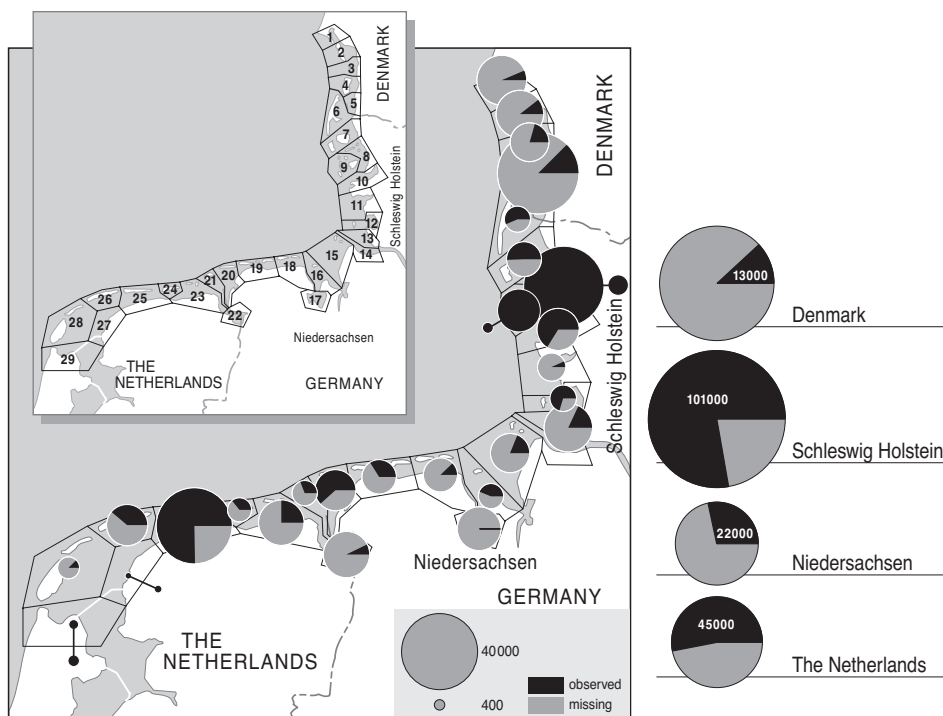 1
2
3
4
5
6
7
8
9
10
11
12
13
14
15
16
17
18
19
20
21
22
23
24
25
26
27
28
29
DENMARK
Schleswig Holstein
Niedersachsen
THE
NETHERLANDS
GERMANY
DENMARK
Schleswig Holstein
Niedersachsen
GERMANY
THE
NETHERLANDS
40 000
400
observed
missing
13000
Denmark
101000
Schleswig Holstein
22000
Niedersachsen
45000
The Netherlands